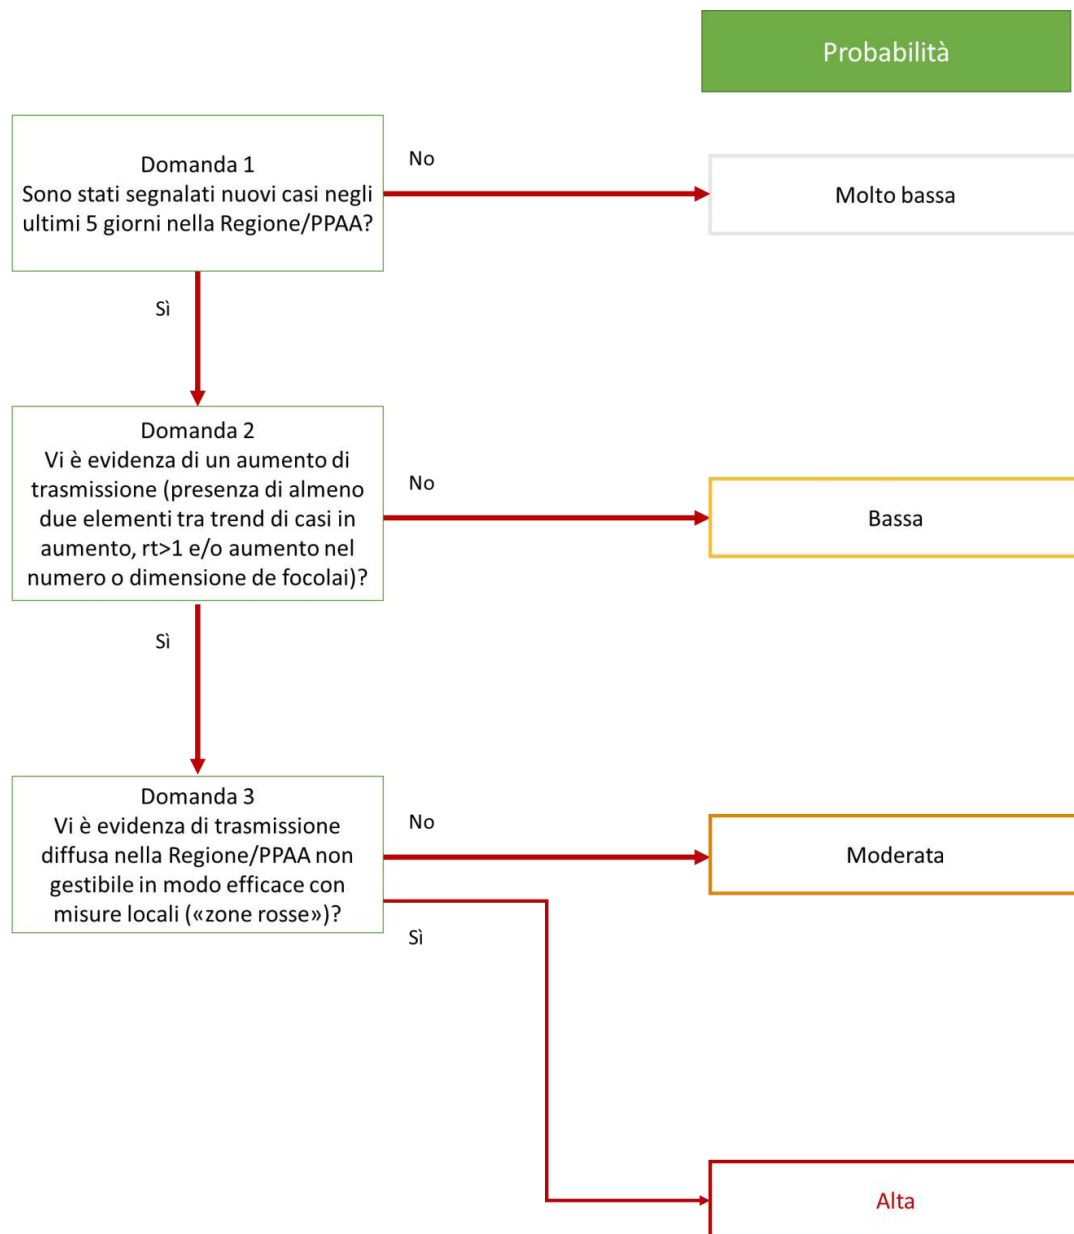 Probabilità
Domanda 1
Sono stati segnalati nuovi casi negli
ultimi 5 giorni nella Regione/PPAA?
No
Molto bassa
Sì
Domanda 2
Vi è evidenza di un aumento di
trasmissione (presenza di almeno
due elementi tra trend di casi in
aumento, rt>1 e/o aumento nel
numero o dimensione de focolai)?
No
Bassa
Sì
Domanda 3
Vi è evidenza di trasmissione
diffusa nella Regione/PPAA non
gestibile in modo efficace con
misure locali («zone rosse»)?
No
Moderata
Sì
Alta